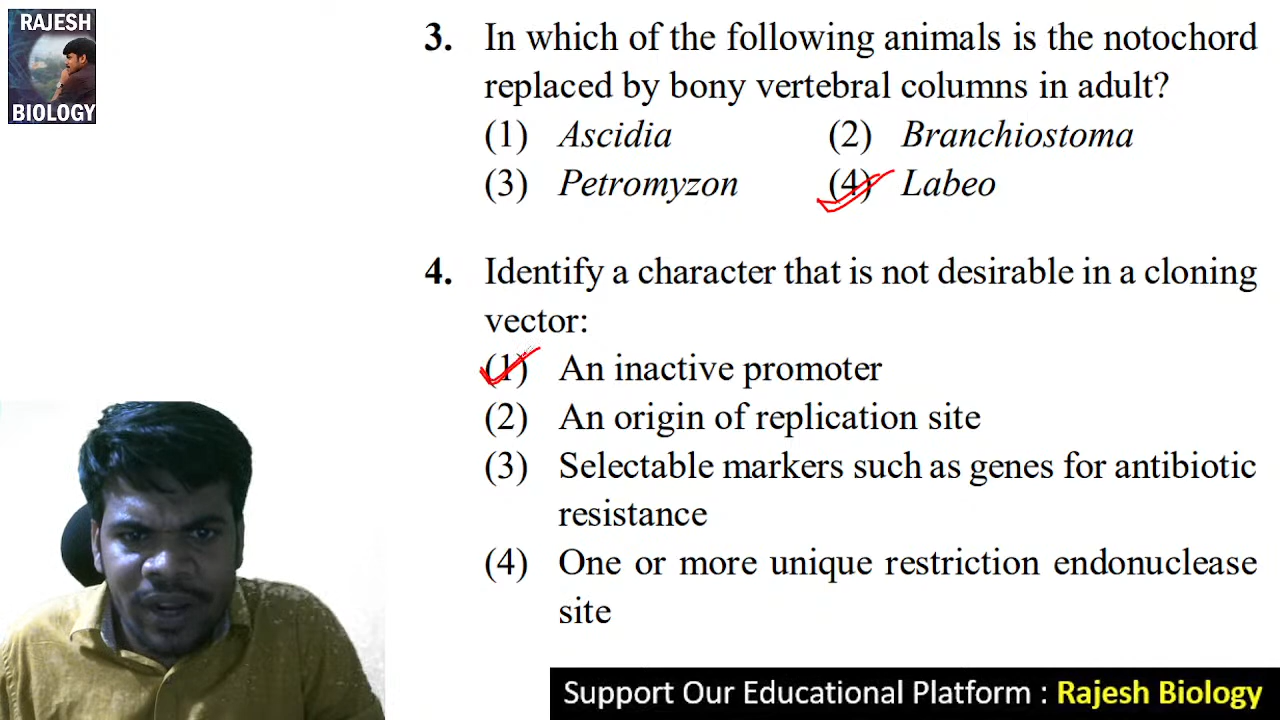 RAJESH
BIOLOGY
3. In which of the following animals is the notochord
replaced by bony vertebral columns in adult?
(1) Ascidia (2) Branchiostoma
(3) Petromyzon (4) Labeo
4. Identify a character that is not desirable in a cloning
vector:
(1) An inactive promoter
(2) An origin of replication site
(3) Selectable markers such as genes for antibiotic
resistance
(4) One or more unique restriction endonuclease
site
Support Our Educational Platform : Rajesh Biology